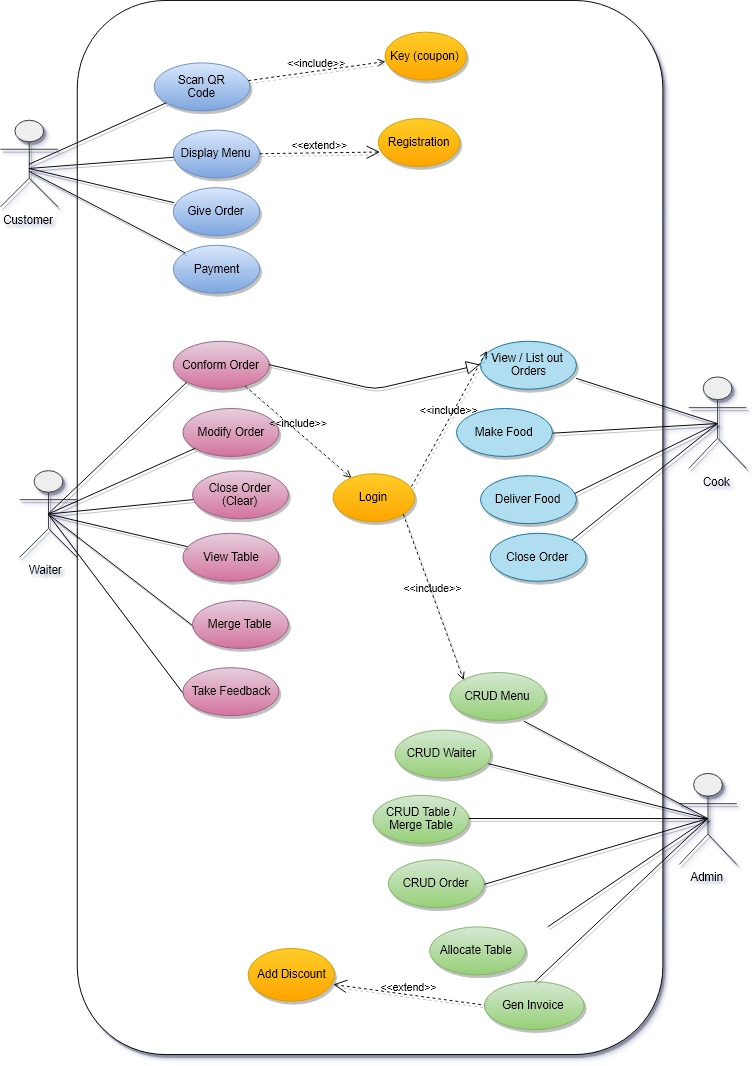 Key (coupon)
<<include>>
Scan QR
Code
Registration
<<extend>>
Display Menu
Customer
Give Order
Payment
Conform Order
View / List out
Orders
<<include>>
<<include>>
Modify Order
Make Food
Cook
Close Order
(Clear)
Login
Deliver Food
View Table
Close Order
Waiter
<<include>>
Merge Table
Take Feedback
CRUD Menu
CRUD Waiter
CRUD Table /
Merge Table
Admin
CRUD Order
Allocate Table
Add Discount
<<extend>>
Gen Invoice